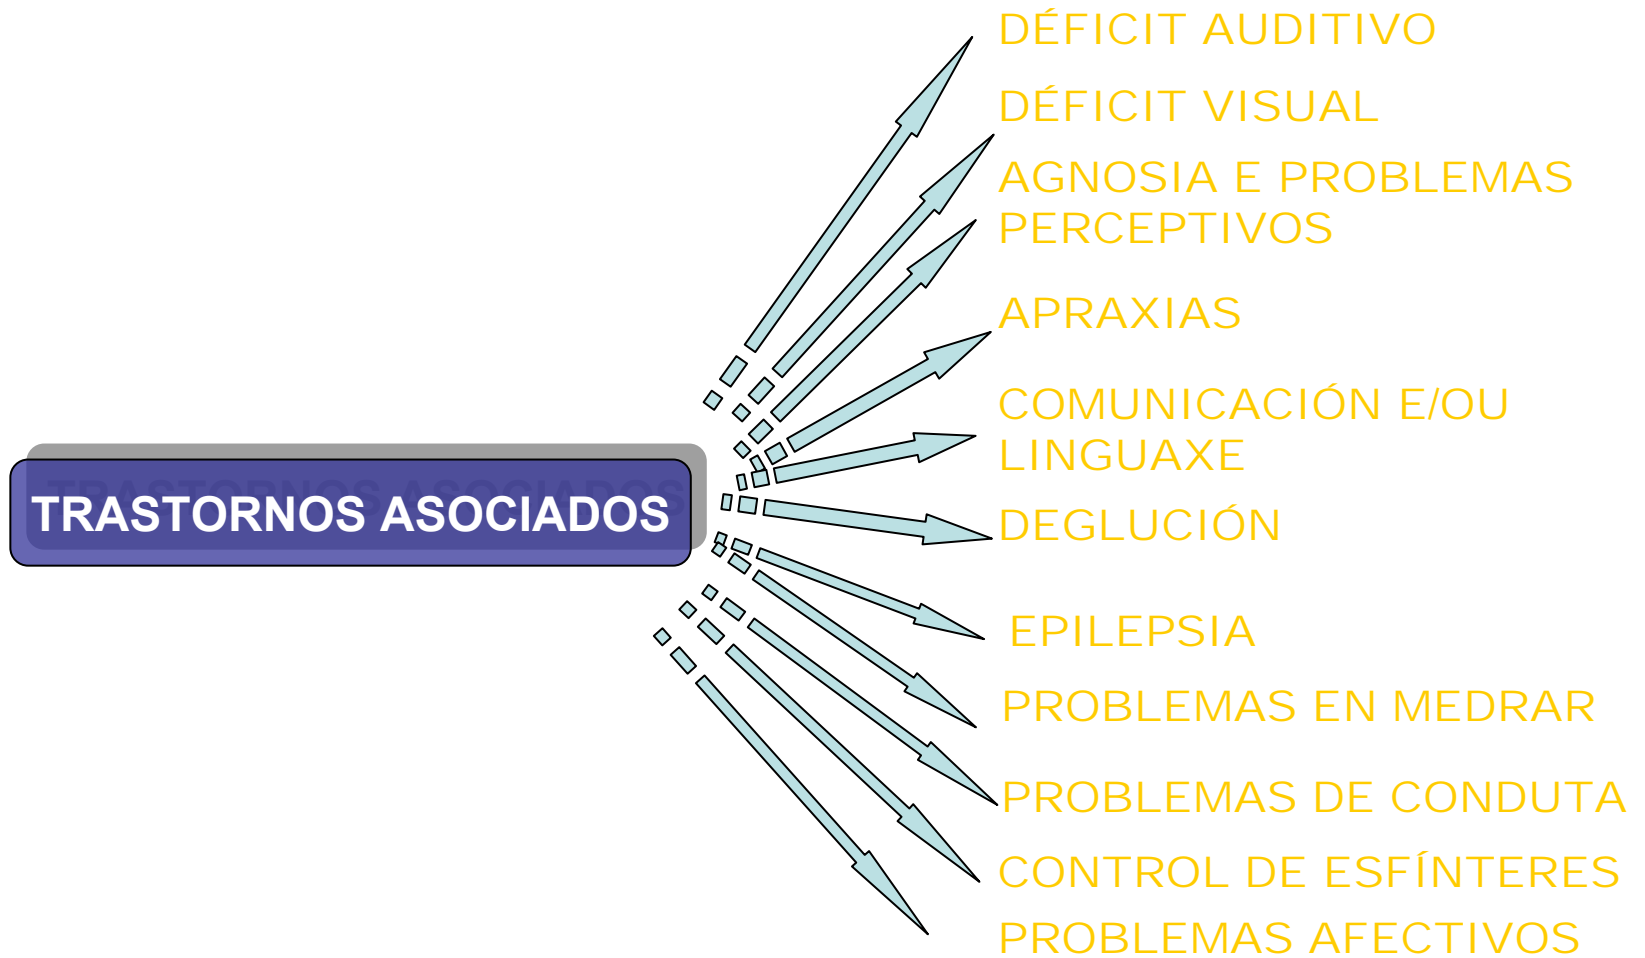 DÉFICIT AUDITIVO
DÉFICIT VISUAL
AGNOSIA E PROBLEMAS
PERCEPTIVOS
APRAXIAS
COMUNICACIÓN E/OU
LINGUAXE
TRASTORNOS ASOCIADOS
DEGLUCIÓN
EPILEPSIA
PROBLEMAS EN MEDRAR
PROBLEMAS DE CONDUTA
CONTROL DE ESFÍNTERES
PROBLEMAS AFECTIVOS